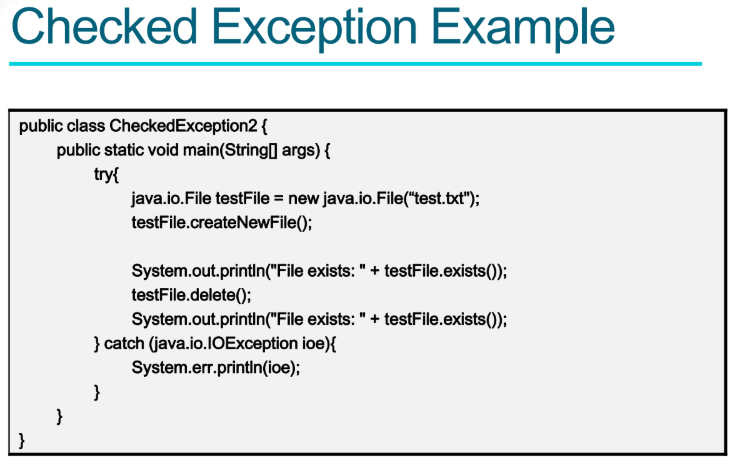 Checked Exception Example
public class CheckedException2 {
public static void main(String[] args) {
try{
java.io.File testFile = new java.io.File(“test.txt");
testFile.createNewFile();
System.out.println("File exists: " + testFile.exists());
testFile.delete();
System.out.println("File exists: " + testFile.exists());
} catch (java.io.IOException ioe){
System.err.println(ioe);
}
}
}